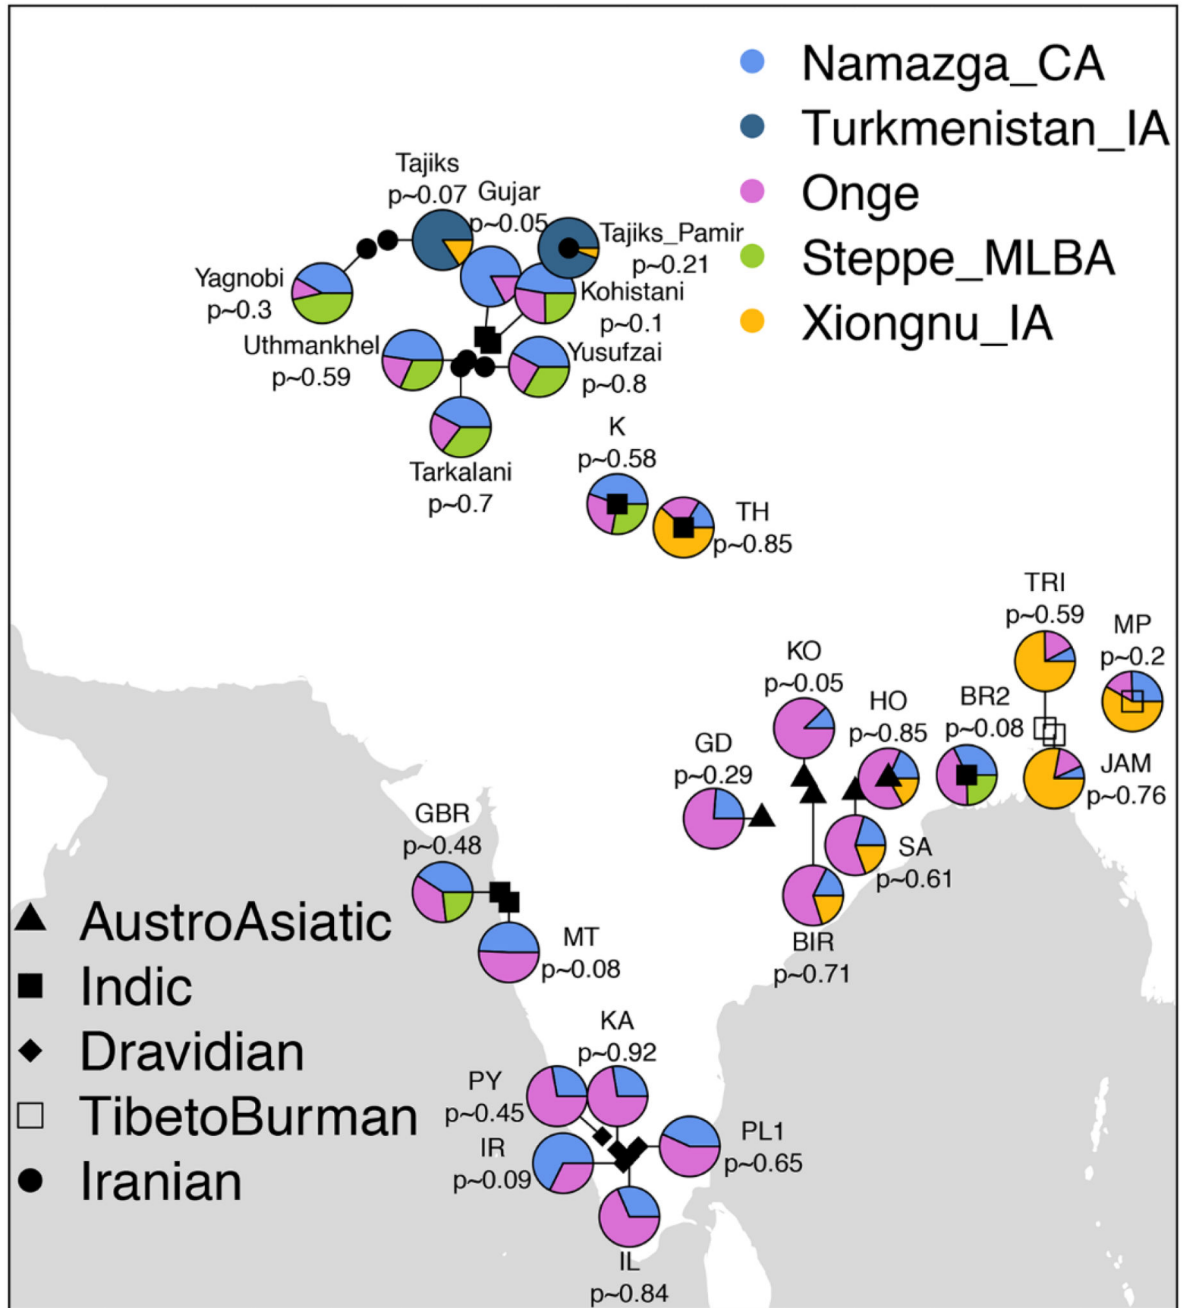 Namazga_CA
Turkmenistan_IA
Onge
Steppe_MLBA
Xiongnu_IA
Tajiks
p~0.07
Gujar
p~0.05
Tajiks_Pamir
p~0.21
Yagnobi
p~0.3
Kohistani
p~0.1
Uthmankhel
p~0.59
Yusufzai
p~0.8
Tarkalani
p~0.7
K
p~0.58
TH
p~0.85
TRI
p~0.59
MP
p~0.2
KO
p~0.05
HO
p~0.85
BR2
p~0.08
GD
p~0.29
JAM
p~0.76
GBR
p~0.48
SA
p~0.61
MT
p~0.08
BIR
p~0.71
AustroAsiatic
Indic
Dravidian
TibetoBurman
Iranian
KA
p~0.92
PY
p~0.45
IR
p~0.09
PL1
p~0.65
IL
p~0.84